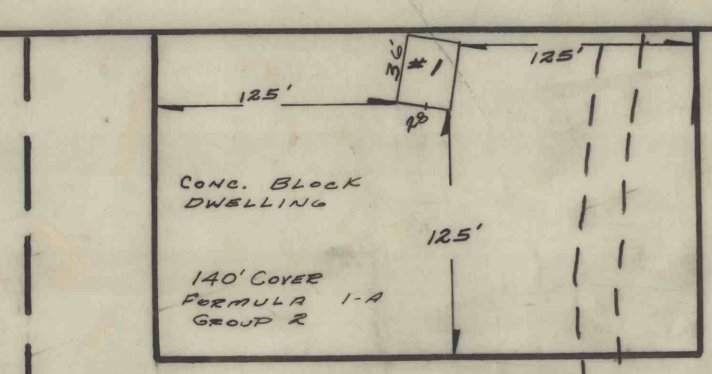 36'
#1
125'
125'
28
CONC. BLOCK
DWELLING
125'
140' COVER
FORMULA 1-A
GROUP 2